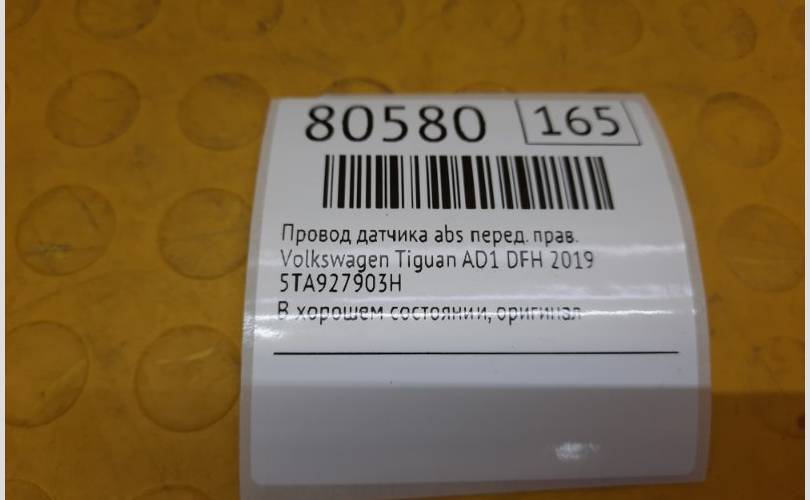 80580 165
Провод датчика abs перед. прав.
Volkswagen Tiguan AD1 DFH 2019
5TA927903H
В хорошем состоянии, оригинал